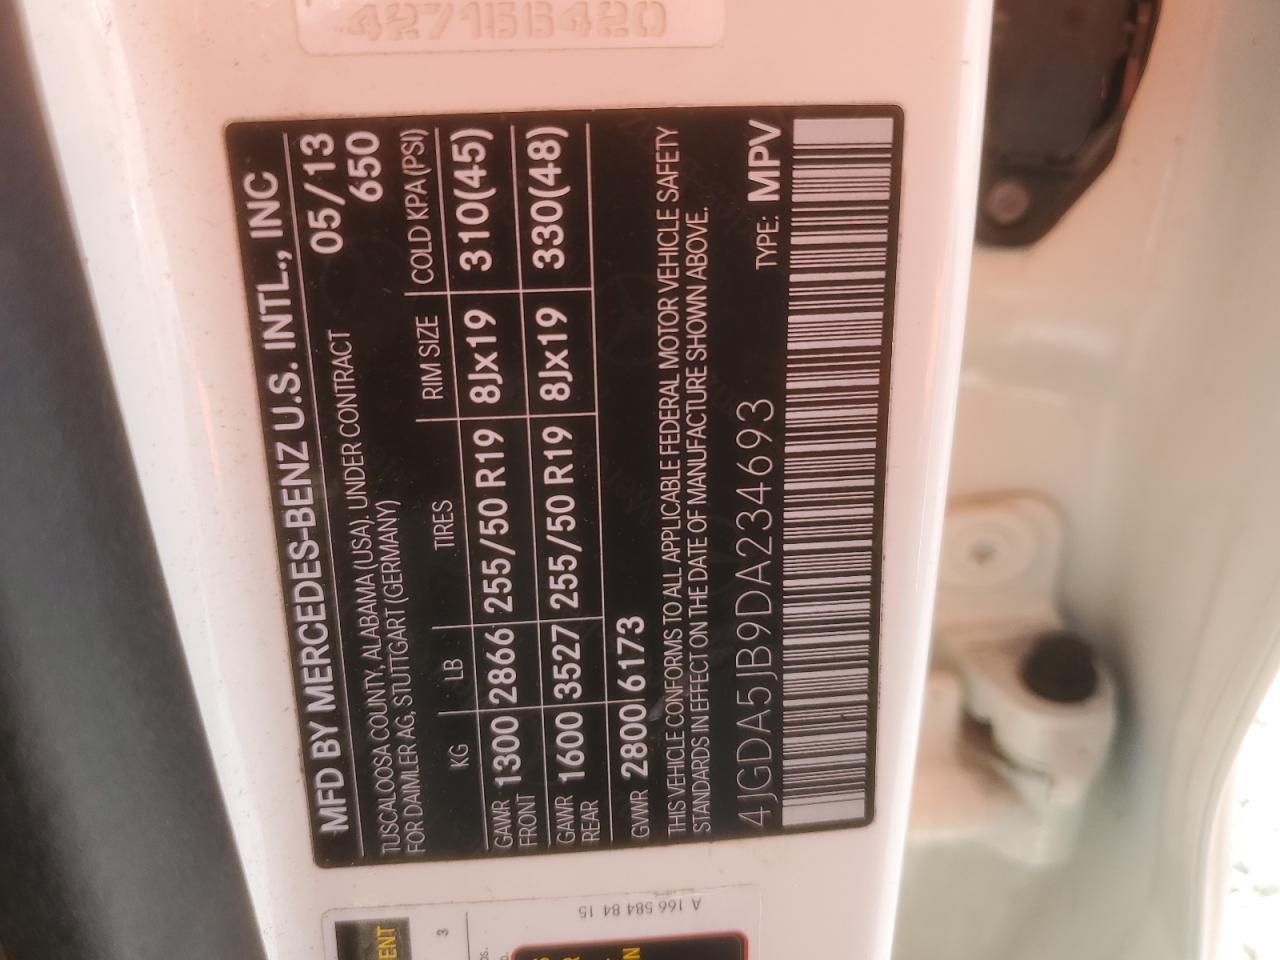 427156420
MFD BY MERCEDES-BENZ U.S. INTL., INC
TUSCALOOSA COUNTY, ALABAMA (USA). UNDER CONTRACT 05/13
FOR DAIMLER AG, STUTTGART (GERMANY) 650
KG LB TIRES RIM SIZE COLD KPA (PSI)
GAWR FRONT 1300 2866 255/50 R19 8Jx19 310(45)
GAWR REAR 1600 3527 255/50 R19 8Jx19 330(48)
GVWR 2800 6173
THIS VEHICLE CONFORMS TO ALL APPLICABLE FEDERAL MOTOR VEHICLE SAFETY
STANDARDS IN EFFECT ON THE DATE OF MANUFACTURE SHOWN ABOVE.
4JGDA5JB9DA234693 TYPE: MPV
A 166 584 84 15
3